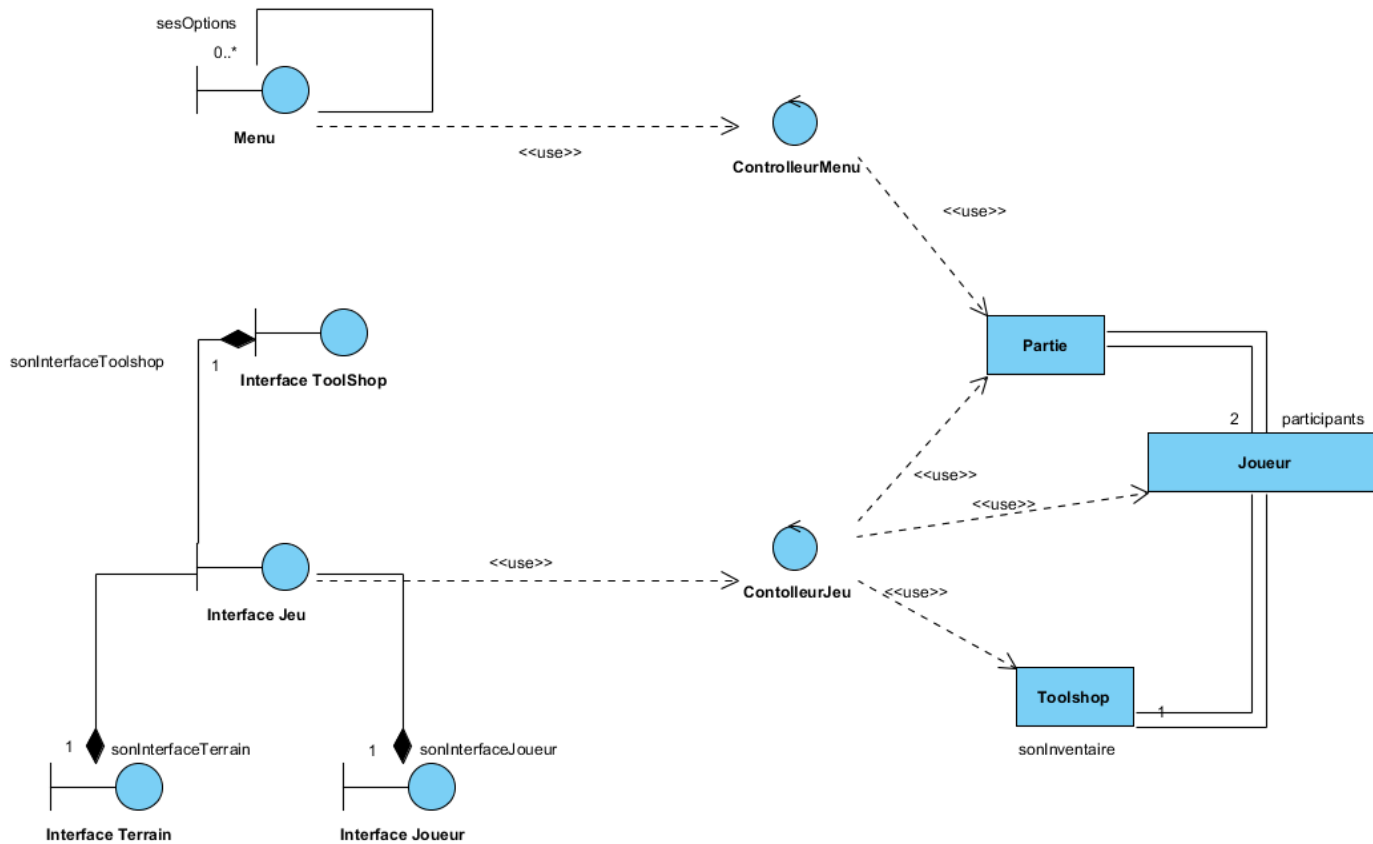 sesOptions
0..*
Menu
<<use>>
ControlleurMenu
<<use>>
sonInterfaceToolshop
1
Interface ToolShop
Partie
2
participants
Joueur
<<use>>
<<use>>
<<use>>
Interface Jeu
ContolleurJeu
<<use>>
Toolshop
1
sonInventaire
1
sonInterfaceTerrain
1
sonInterfaceJoueur
Interface Terrain
Interface Joueur